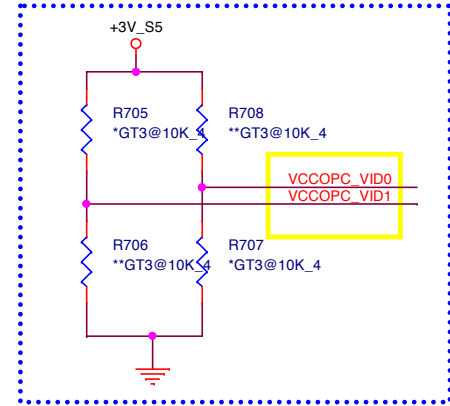 +3V_S5
R705
*GT3@10K_4
R708
**GT3@10K_4
VCCOPC_VID0
VCCOPC_VID1
R706
**GT3@10K_4
R707
*GT3@10K_4